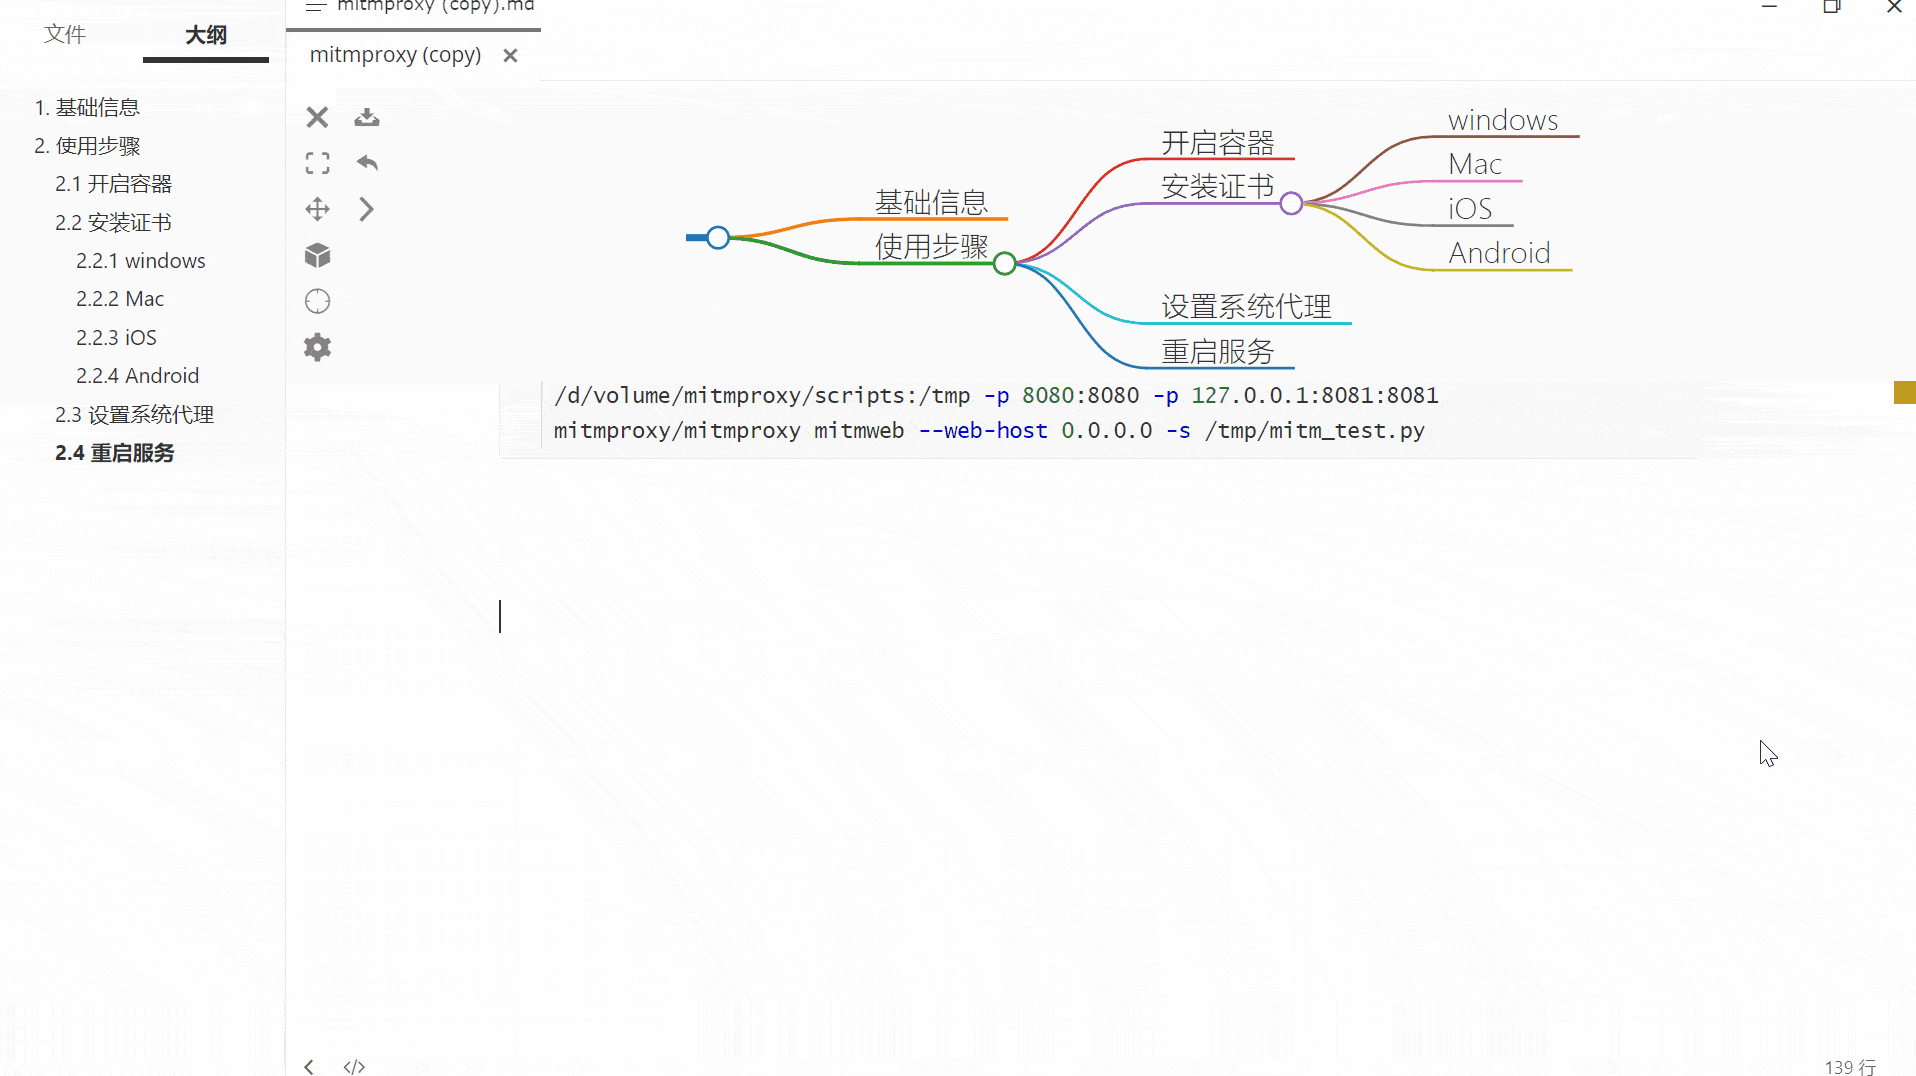 文件
大纲
1. 基础信息
2. 使用步骤
2.1 开启容器
2.2 安装证书
2.2.1 windows
2.2.2 Mac
2.2.3 iOS
2.2.4 Android
2.3 设置系统代理
2.4 重启服务
mitmproxy (copy).md
mitmproxy (copy)
基础信息
使用步骤
开启容器
安装证书
windows
Mac
iOS
Android
设置系统代理
重启服务
/d/volume/mitmproxy/scripts:/tmp -p 8080:8080 -p 127.0.0.1:8081:8081
mitmproxy/mitmproxy mitmweb --web-host 0.0.0.0 -s /tmp/mitm_test.py
139 行